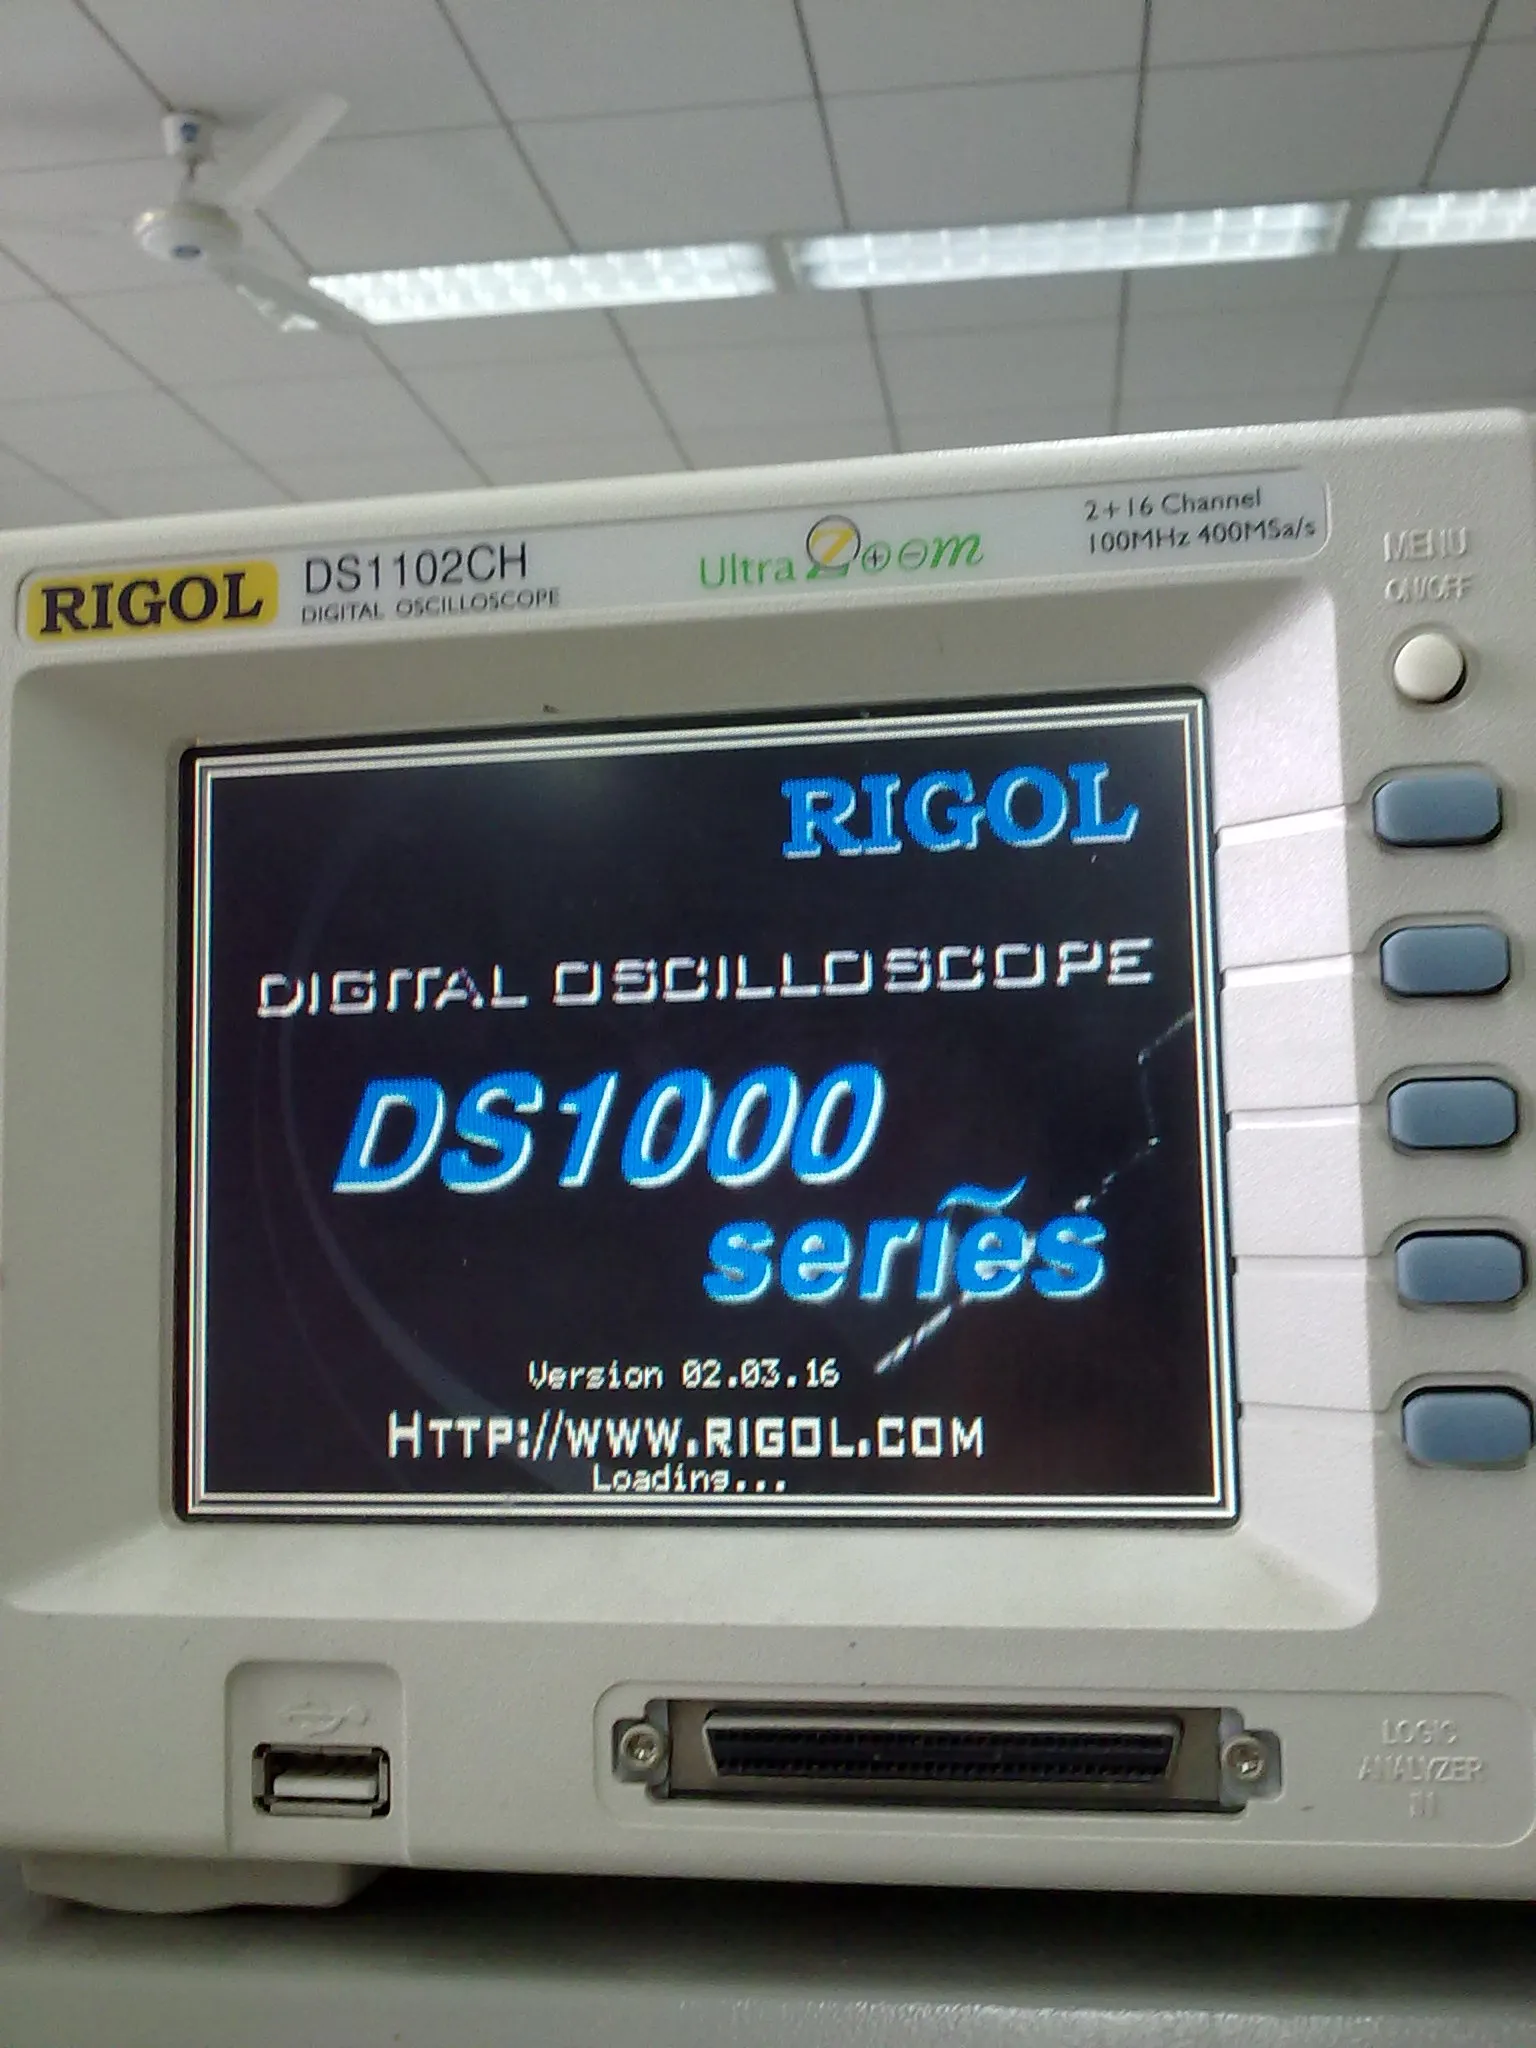 RIGOL DS1102CH
DIGITAL OSCILLOSCOPE
Ultra Zoom
2+16 Channel
100MHz 400MSa/s
MENU
ON/OFF
RIGOL
DIGITAL OSCILLOSCOPE
DS1000
series
Version 02.03.16
HTTP://WWW.RIGOL.COM
Loading...
LOGIC
ANALYZER
IN